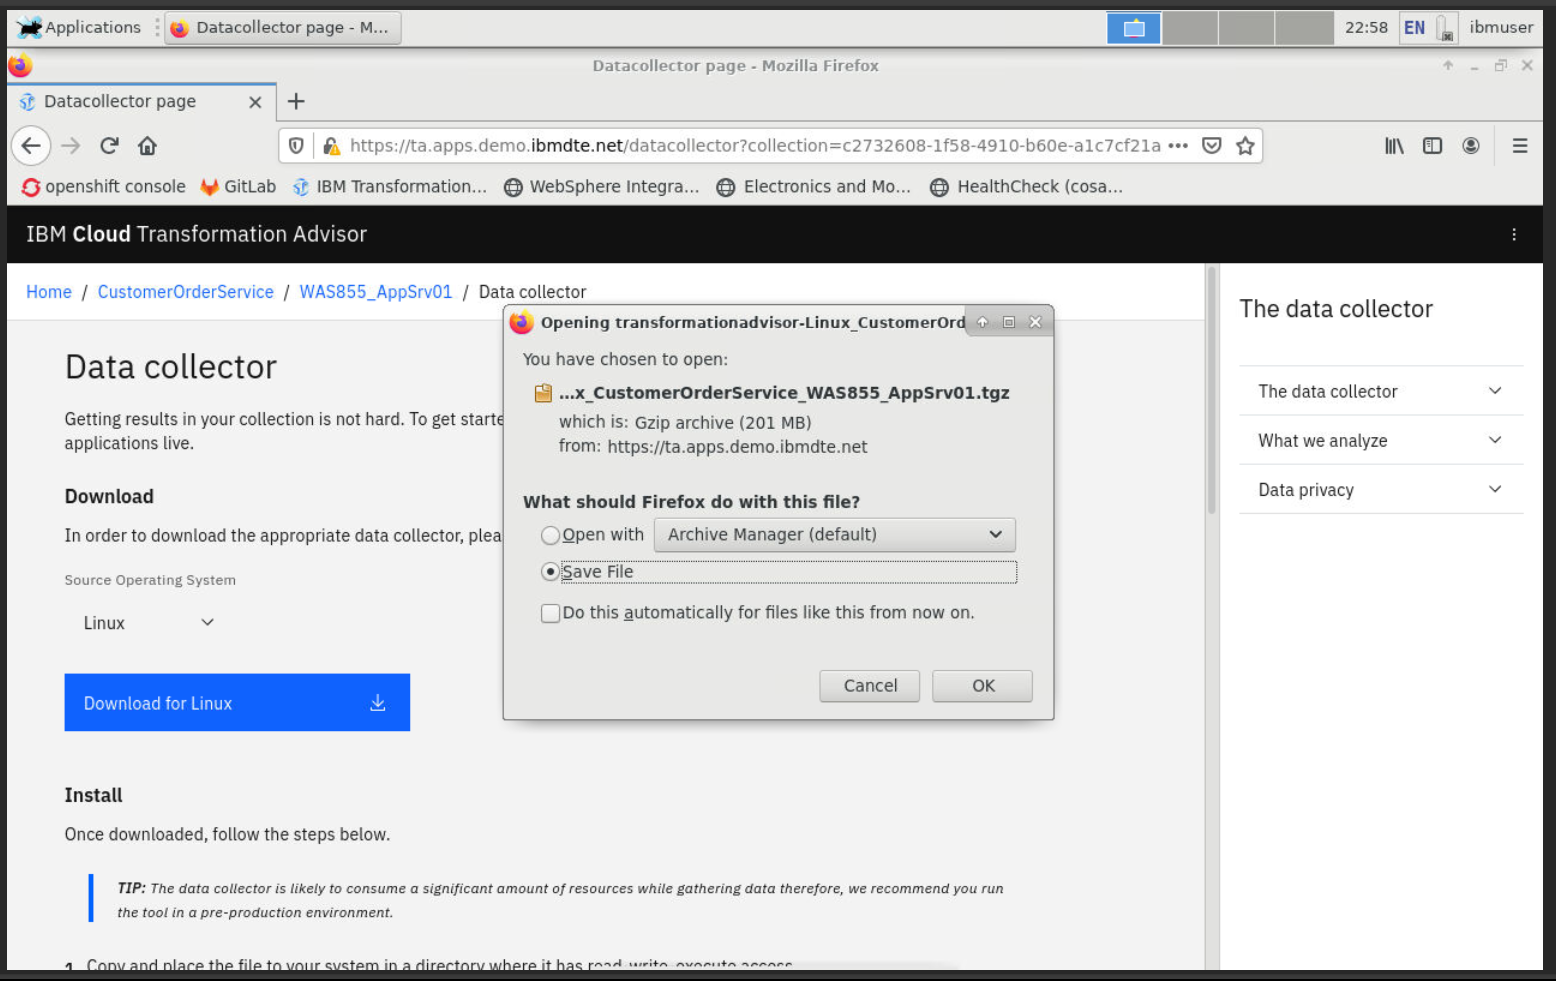 Applications
Datacollector page - M...
22:58
EN
ibmuser
Datacollector page - Mozilla Firefox
Datacollector page
https://ta.apps.demo.ibmdte.net/datacollector?collection=c2732608-1f58-4910-b60e-a1c7cf21a
openshift console
GitLab
IBM Transformation...
WebSphere Integra...
Electronics and Mo...
HealthCheck (cosa...
IBM Cloud Transformation Advisor
Home / CustomerOrderService / WAS855_AppSrv01 / Data collector
Data collector
Getting results in your collection is not hard. To get starte
applications live.
Download
In order to download the appropriate data collector, plea
Source Operating System
Linux
Download for Linux
Install
Once downloaded, follow the steps below.
TIP: The data collector is likely to consume a significant amount of resources while gathering data therefore, we recommend you run
the tool in a pre-production environment.
1. Copy and place the file to your system in a directory where it has read-write-execute access
Opening transformationadvisor-Linux_CustomerOrd
You have chosen to open:
...x_CustomerOrderService_WAS855_AppSrv01.tgz
which is: Gzip archive (201 MB)
from: https://ta.apps.demo.ibmdte.net
What should Firefox do with this file?
Open with
Archive Manager (default)
Save File
Do this automatically for files like this from now on.
Cancel
OK
The data collector
The data collector
What we analyze
Data privacy